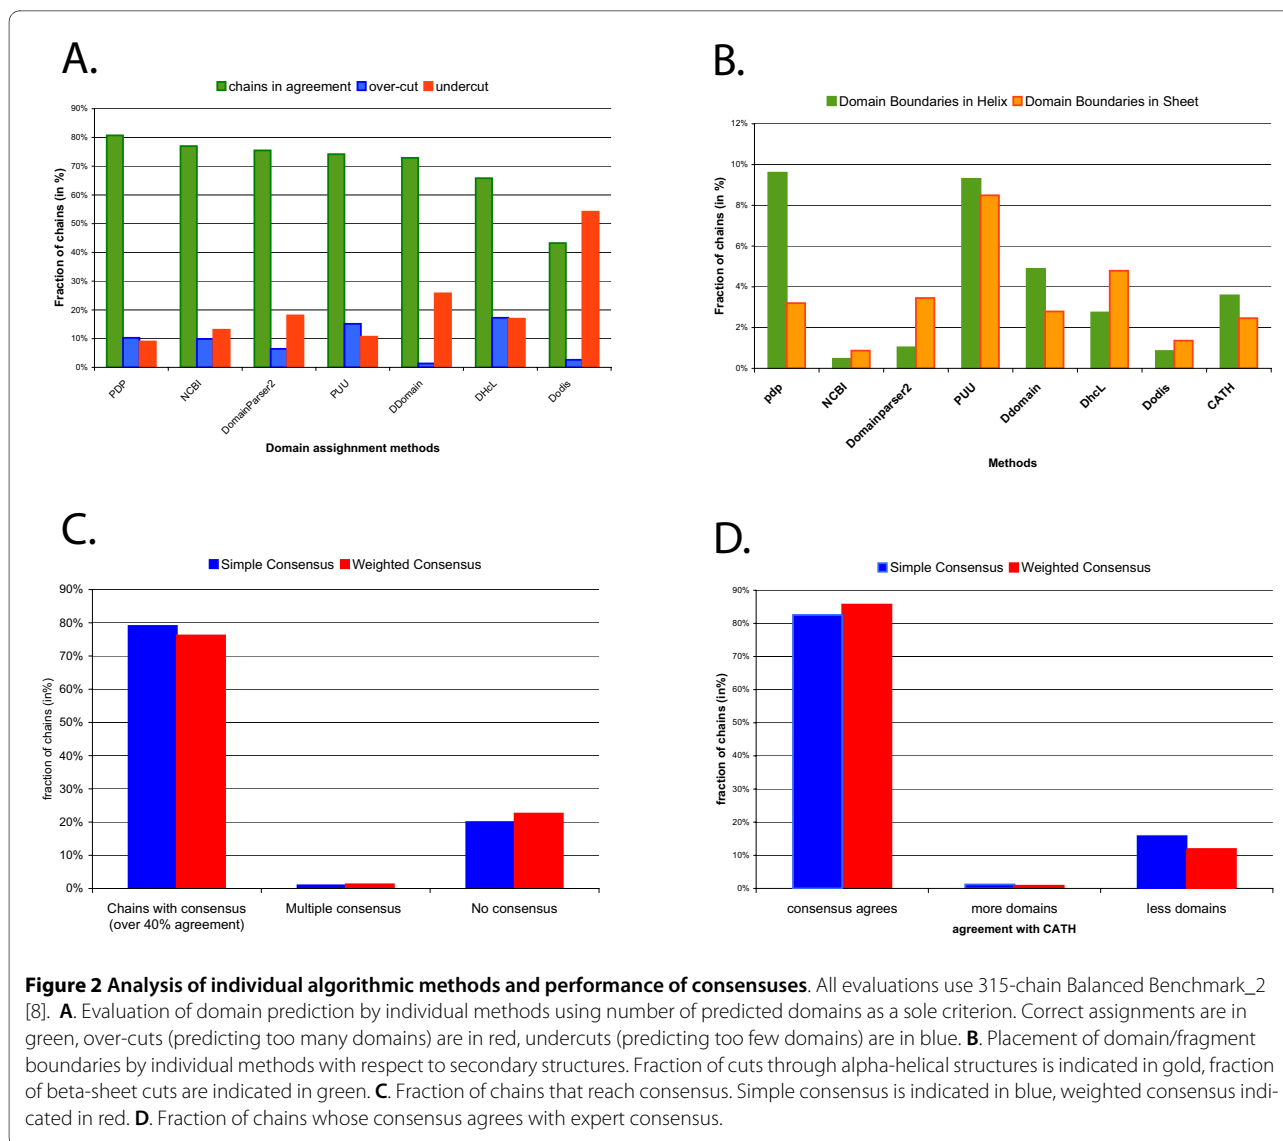 A.
chains in agreement over-cut undercut
90%
80%
70%
60%
50%
40%
30%
20%
10%
0%
Fraction of chains (in %)
PDP NCBI DomainParser2 PUU DDomain DHcL Dodis
Domain assighnment methods
B.
Domain Boundaries in Helix Domain Boundaries in Sheet
12%
10%
8%
6%
4%
2%
0%
Fraction of chains (in %)
pdp NCBI Domainparser2 PUU Ddomain DhcL Dodis CATH
Methods
C.
Simple Consensus Weighted Consensus
90%
80%
70%
60%
50%
40%
30%
20%
10%
0%
fraction of chains (in%)
Chains with consensus Multiple consensus No consensus
(over 40% agreement)
D.
Simple Consensus Weighted Consensus
90%
80%
70%
60%
50%
40%
30%
20%
10%
0%
fraction of chains (in%)
consensus agrees more domains less domains
agreement with CATH
Figure 2 Analysis of individual algorithmic methods and performance of consensuses. All evaluations use 315-chain Balanced Benchmark_2
[8]. A. Evaluation of domain prediction by individual methods using number of predicted domains as a sole criterion. Correct assignments are in
green, over-cuts (predicting too many domains) are in red, undercuts (predicting too few domains) are in blue. B. Placement of domain/fragment
boundaries by individual methods with respect to secondary structures. Fraction of cuts through alpha-helical structures is indicated in gold, fraction
of beta-sheet cuts are indicated in green. C. Fraction of chains that reach consensus. Simple consensus is indicated in blue, weighted consensus indi-
cated in red. D. Fraction of chains whose consensus agrees with expert consensus.